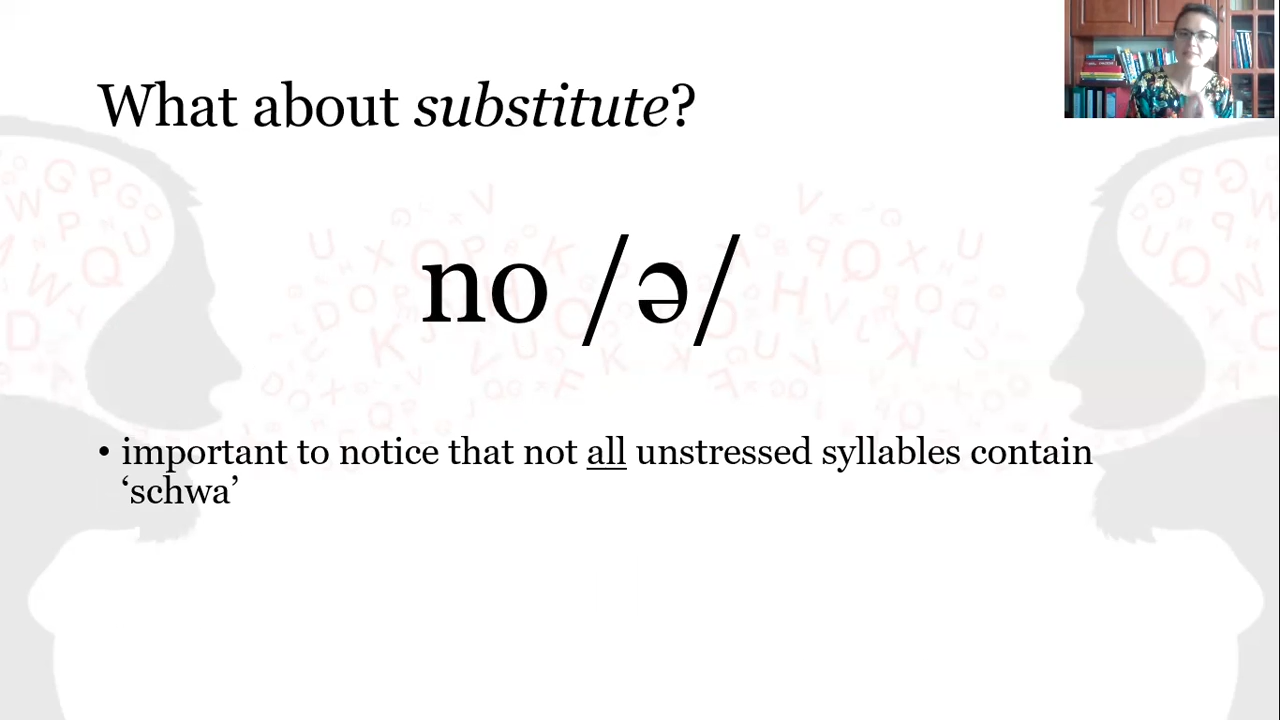 What about substitute?
no /ə/
• important to notice that not all unstressed syllables contain
‘schwa’